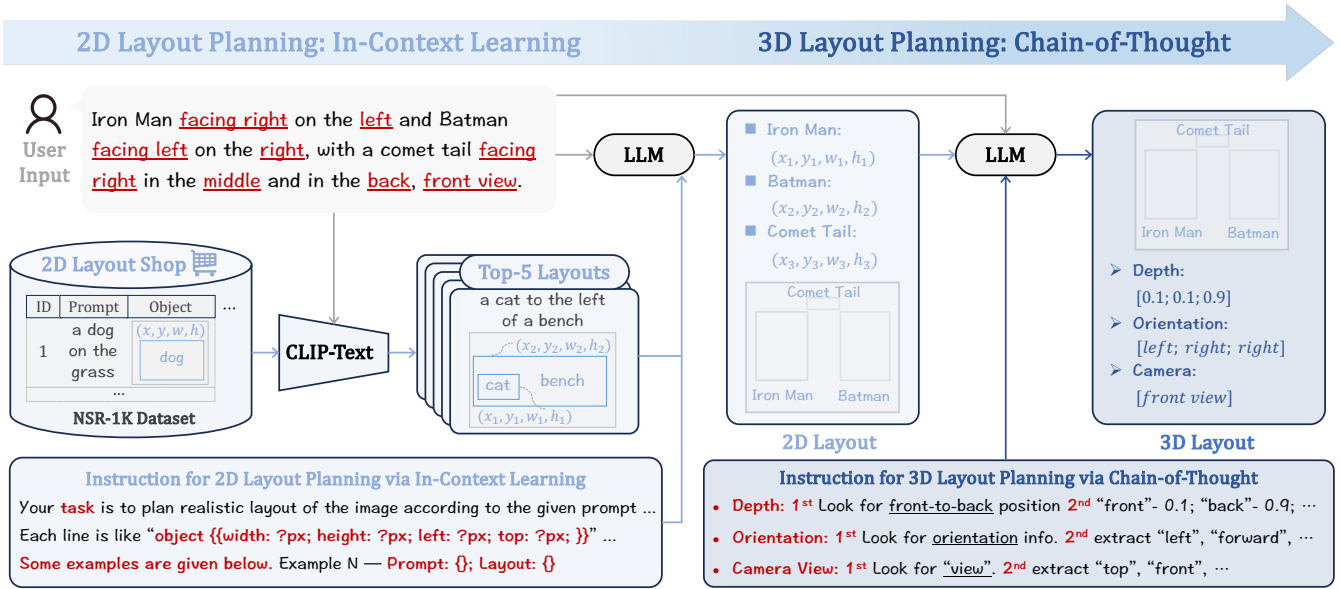 2D Layout Planning: In-Context Learning
3D Layout Planning: Chain-of-Thought
User
Input
Iron Man facing right on the left and Batman
facing left on the right, with a comet tail facing
right in the middle and in the back, front view.
LLM
2D Layout Shop
ID Prompt Object ...
1 a dog on the grass
(x, y, w, h)
dog
...
NSR-1K Dataset
CLIP-Text
Top-5 Layouts
a cat to the left
of a bench
(x₂, y₂, w₂, h₂)
cat bench
(x₁, y₁, w₁, h₁)
Iron Man:
(x₁, y₁, w₁, h₁)
Batman:
(x₂, y₂, w₂, h₂)
Comet Tail:
(x₃, y₃, w₃, h₃)
Comet Tail
Iron Man Batman
2D Layout
LLM
Comet Tail
Iron Man Batman
Depth:
[0.1; 0.1; 0.9]
Orientation:
[left; right; right]
Camera:
[front view]
3D Layout
Instruction for 2D Layout Planning via In-Context Learning
Your task is to plan realistic layout of the image according to the given prompt ...
Each line is like “object {{width: ?px; height: ?px; left: ?px; top: ?px; }}” ...
Some examples are given below. Example N — Prompt: {}; Layout: {}
Instruction for 3D Layout Planning via Chain-of-Thought
• Depth: 1st Look for front-to-back position 2nd “front”- 0.1; “back”- 0.9; ...
• Orientation: 1st Look for orientation info. 2nd extract “left”, “forward”, ...
• Camera View: 1st Look for “view”. 2nd extract “top”, “front”, ...